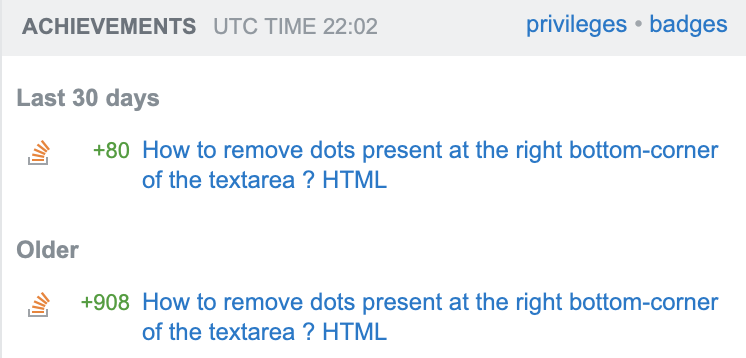 ACHIEVEMENTS UTC TIME 22:02 privileges • badges
Last 30 days
+80 How to remove dots present at the right bottom-corner
of the textarea ? HTML
Older
+908 How to remove dots present at the right bottom-corner
of the textarea ? HTML